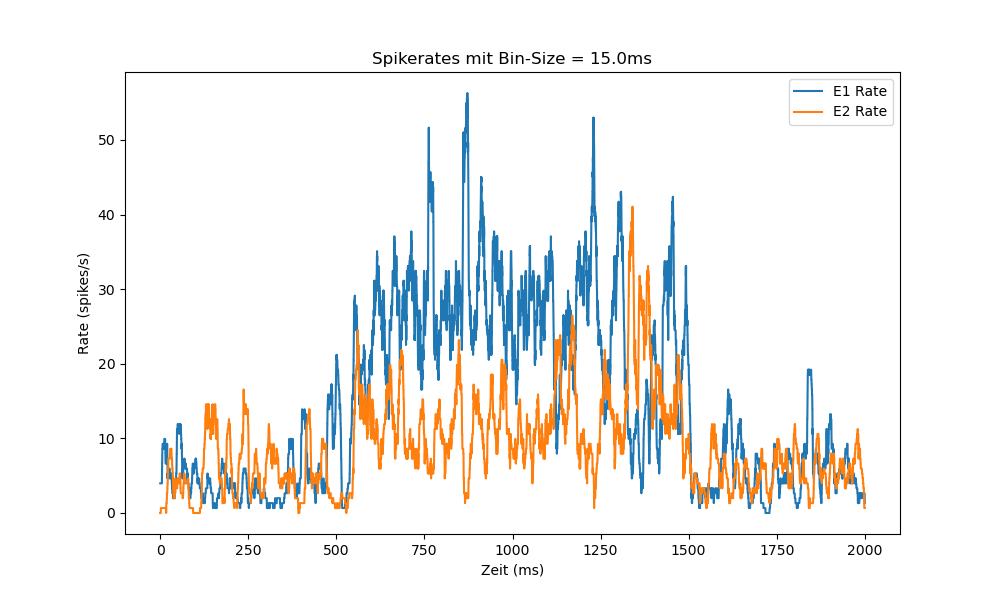 Spikerates mit Bin-Size = 15.0ms
E1 Rate
E2 Rate
Rate (spikes/s)
50
40
30
20
10
0
0 250 500 750 1000 1250 1500 1750 2000
Zeit (ms)